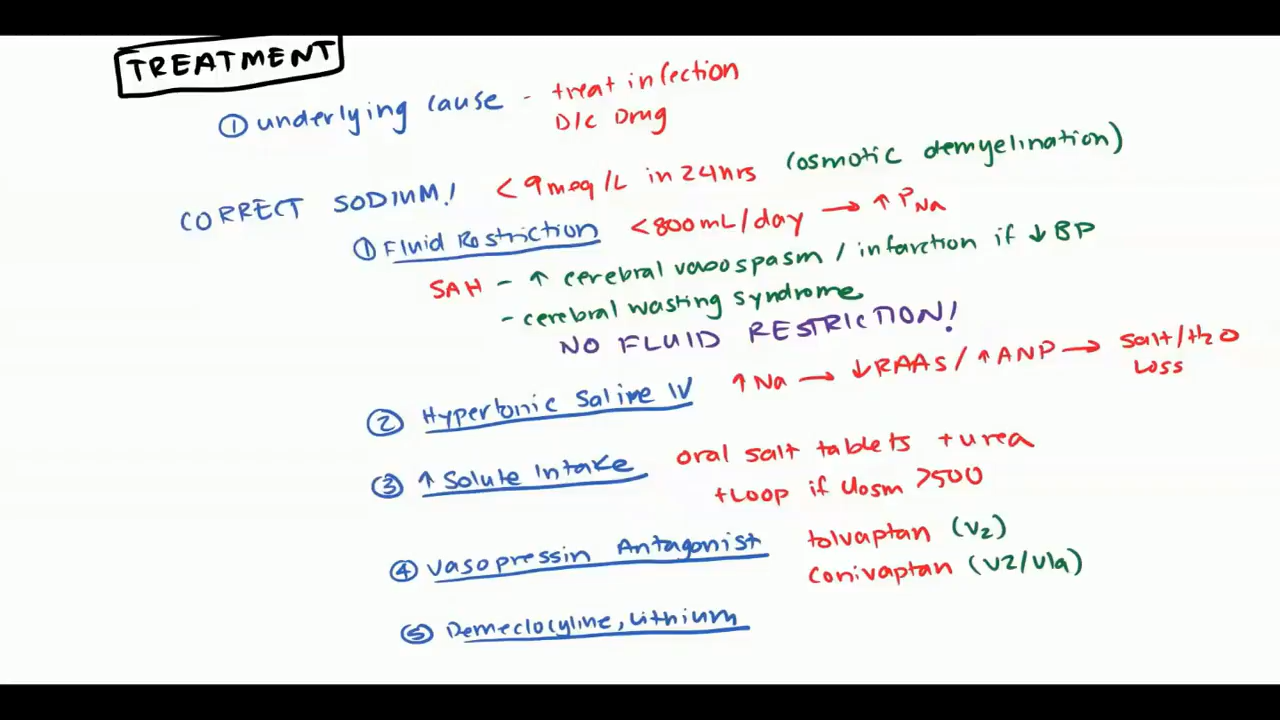 TREATMENT
① underlying cause - treat infection
D/C Drug
CORRECT SODIUM! <9meq/L in 24hrs (osmotic demyelination)
① Fluid Restriction <800mL/day → ↑ PNa
SAH - ↑ cerebral vasospasm / infarction if ↓ BP
- cerebral wasting syndrome
NO FLUID RESTRICTION!
② Hypertonic Saline IV ↑ Na → ↓ RAAS / ↑ ANP → salt/H2O
Loss
③ ↑ Solute Intake oral salt tablets + urea
+ Loop if Uosm >500
④ Vasopressin Antagonist tolvaptan (V2)
Conivaptan (V2/V1a)
⑤ Demeclocyline, Lithium